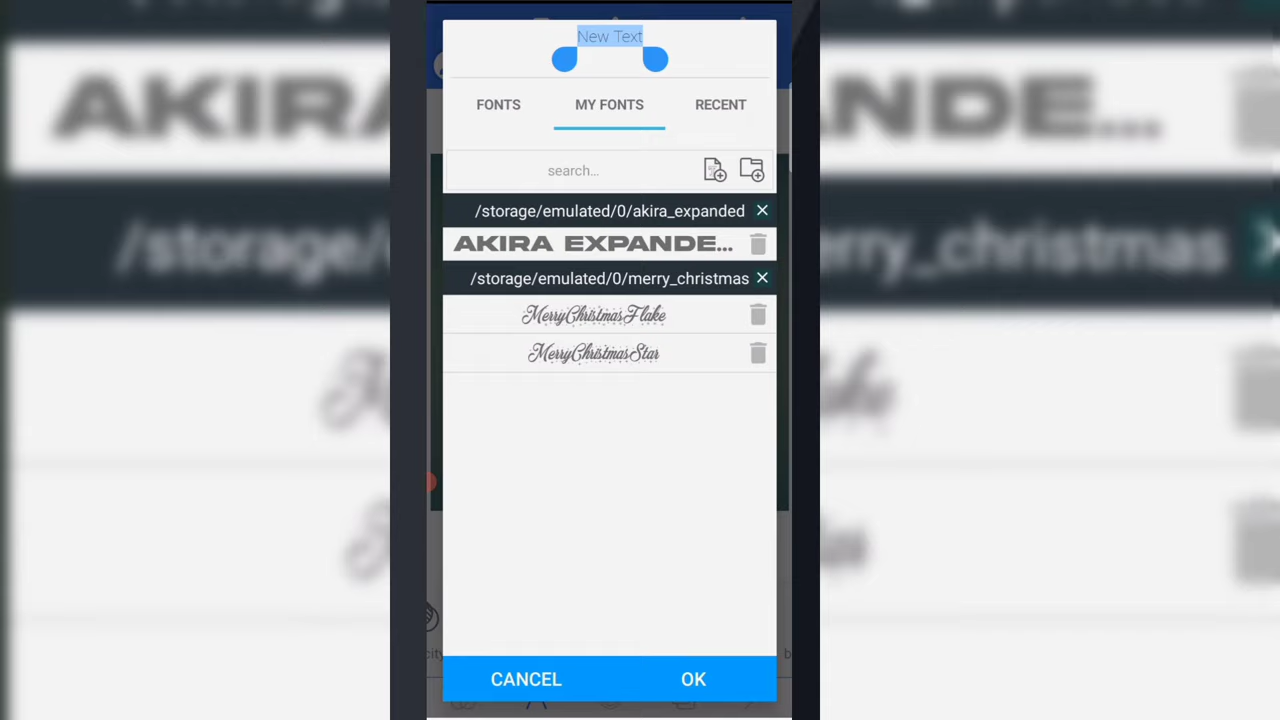 New Text
FONTS MY FONTS RECENT
search...
/storage/emulated/0/akira_expanded
AKIRA EXPANDE...
/storage/emulated/0/merry_christmas
MerryChristmasFlake
MerryChristmasStar
CANCEL OK